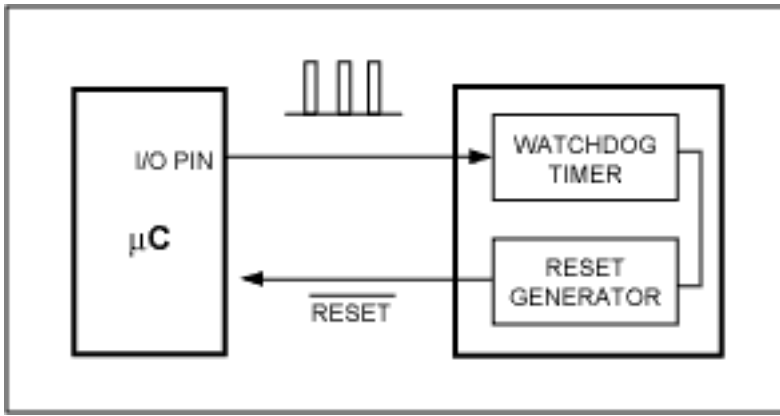 I/O PIN
μC
WATCHDOG
TIMER
RESET
GENERATOR
RESET